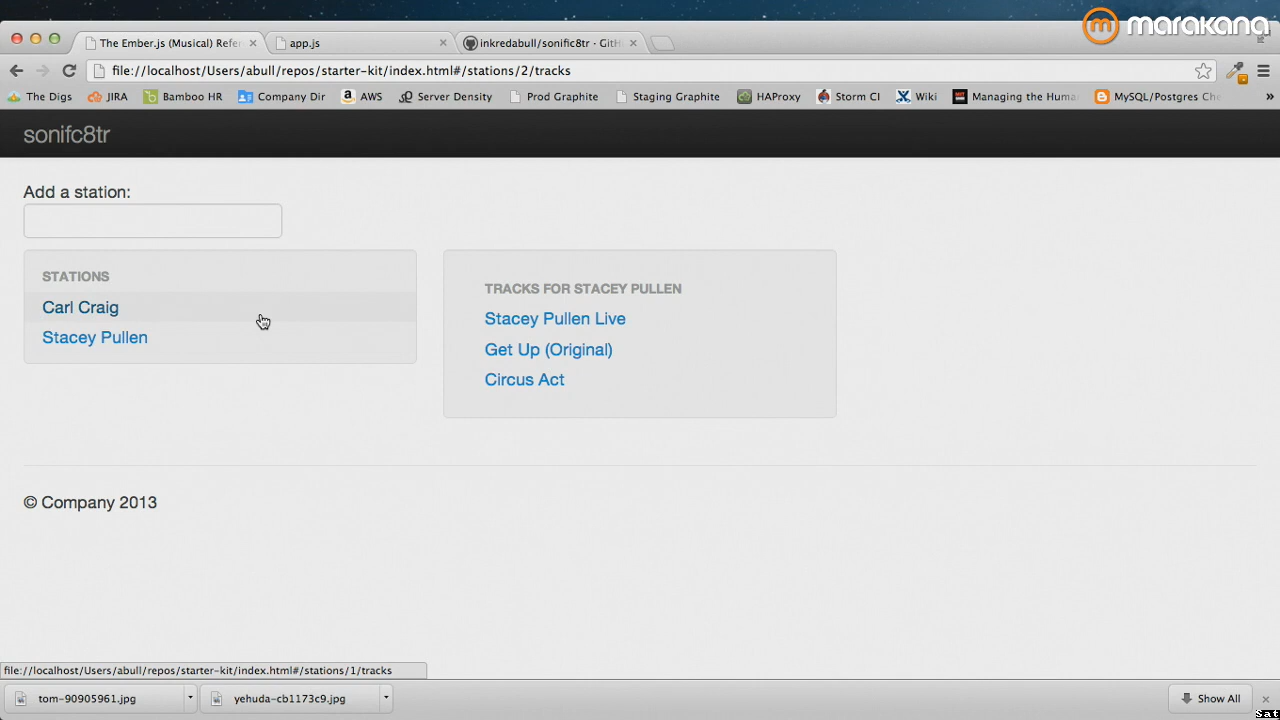 marakana
The Ember.js (Musical) Refe
app.js
inkredabull/sonific8tr · GitH
file://localhost/Users/abull/repos/starter-kit/index.html#/stations/2/tracks
The Digs
JIRA
Bamboo HR
Company Dir
AWS
Server Density
Prod Graphite
Staging Graphite
HAProxy
Storm CI
Wiki
Managing the Huma
MySQL/Postgres Che
sonifc8tr
Add a station:
STATIONS
Carl Craig
Stacey Pullen
TRACKS FOR STACEY PULLEN
Stacey Pullen Live
Get Up (Original)
Circus Act
© Company 2013
file://localhost/Users/abull/repos/starter-kit/index.html#/stations/1/tracks
tom-90905961.jpg
yehuda-cb1173c9.jpg
Show All
sat